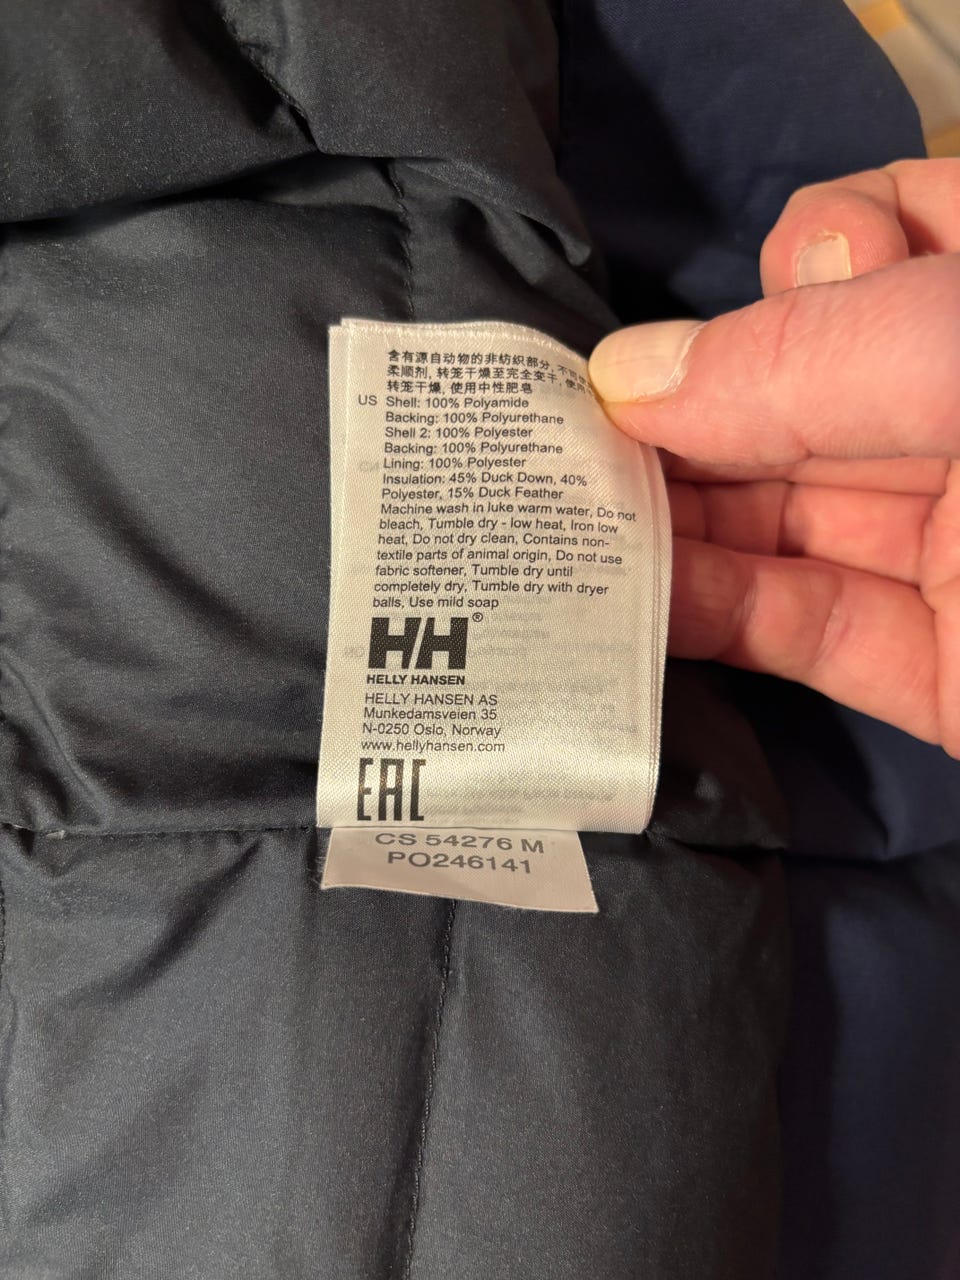 含有源自动物的非纺织部分, 不可
柔顺剂, 转笼干燥至完全变干, 使用
转笼干燥, 使用中性肥皂
US Shell: 100% Polyamide
Backing: 100% Polyurethane
Shell 2: 100% Polyester
Backing: 100% Polyurethane
Lining: 100% Polyester
Insulation: 45% Duck Down, 40%
Polyester, 15% Duck Feather
Machine wash in luke warm water, Do not
bleach, Tumble dry - low heat, Iron low
heat, Do not dry clean, Contains non-
textile parts of animal origin, Do not use
fabric softener, Tumble dry until
completely dry, Tumble dry with dryer
balls, Use mild soap
HH®
HELLY HANSEN
HELLY HANSEN AS
Munkedamsveien 35
N-0250 Oslo, Norway
www.hellyhansen.com
EAC
CS 54276 M
PO246141